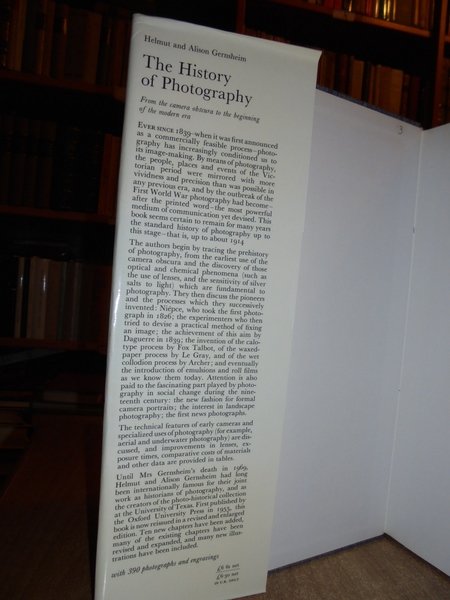 Helmut and Alison Gernsheim
The History
of Photography
From the camera obscura to the beginning
of the modern era
EVER SINCE 1839–when it was first announced
as a commercially feasible process–photo-
graphy has increasingly conditioned us to
its image-making. By means of photography,
the people, places and events of the Vic-
torian period were mirrored with more
vividness and precision than was possible in
any previous era, and by the outbreak of the
First World War photography had become–
after the printed word–the most powerful
medium of communication yet devised. This
book seems certain to remain for many years
the standard history of photography up to
this stage–that is, up to about 1914
The authors begin by tracing the prehistory
of photography, from the earliest use of the
camera obscura and the discovery of those
optical and chemical phenomena (such as
the use of lenses, and the sensitivity of silver
salts to light) which are fundamental to
photography. They then discuss the pioneers
and the processes which they successively
invented: Niépce, who took the first photo-
graph in 1826; the experimenters who then
tried to devise a practical method of fixing
an image; the achievement of this aim by
Daguerre in 1839; the invention of the calo-
type process by Fox Talbot, of the waxed-
paper process by Le Gray, and of the wet
collodion process by Archer; and eventually
the introduction of emulsions and roll films
as we know them today. Attention is also
paid to the fascinating part played by photo-
graphy in social change during the nine-
teenth century: the new fashion for formal
camera portraits; the interest in landscape
photography; the first news photographs.
The technical features of early cameras and
specialized uses of photography (for example,
aerial and underwater photography) are dis-
cussed, and improvements in lenses, ex-
posure times, comparative costs of materials
and other data are provided in tables.
Until Mrs Gernsheim's death in 1969,
Helmut and Alison Gernsheim had long
been internationally famous for their joint
work as historians of photography, and as
the creators of the photo-historical collection
at the University of Texas. First published by
the Oxford University Press in 1955, this
book is now reissued in a revised and enlarged
edition. Ten new chapters have been added,
many of the existing chapters have been
revised and expanded, and many new illus-
trations have been included.
with 390 photographs and engravings
net
net
IN U.K. ONLY
3